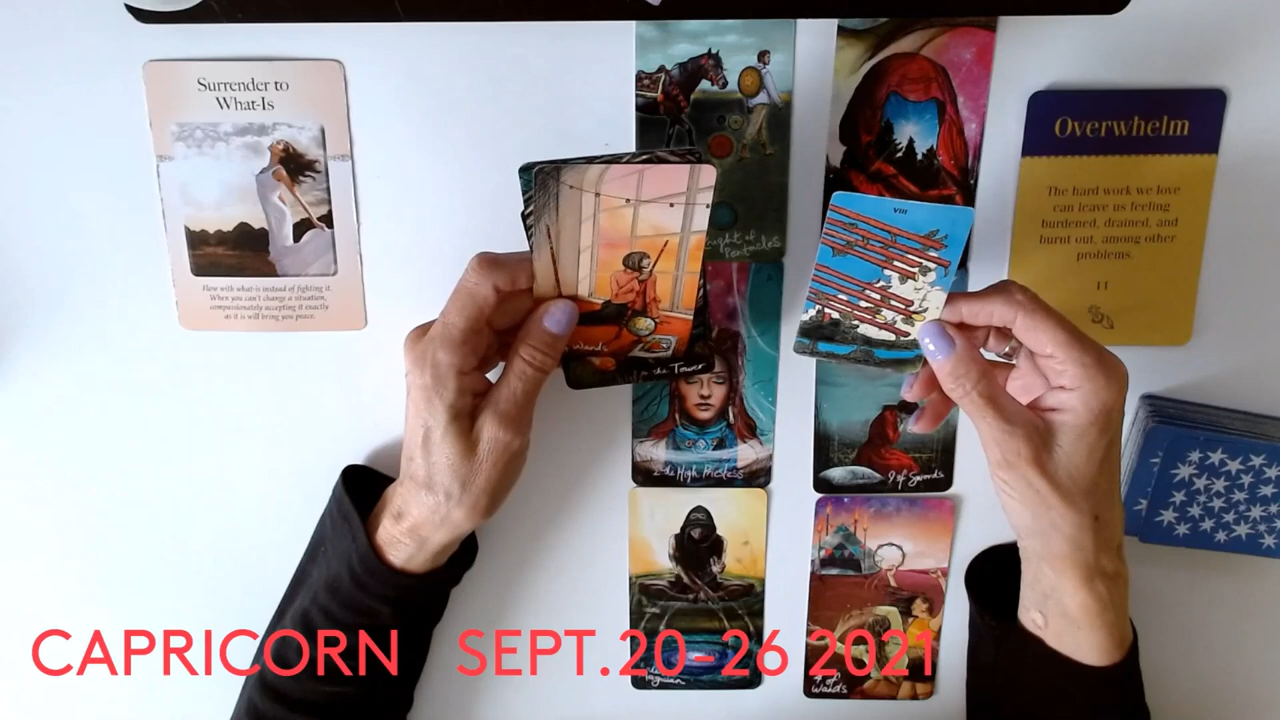 Surrender to
What-Is
Flow with what-is instead of fighting it.
When you can't change a situation,
compassionately accepting it exactly
as it is will bring you peace.
Knight of
Pentacles
VIII
Overwhelm
The hard work we love
can leave us feeling
burdened, drained, and
burnt out, among other
problems.
11
Wands
the Tower
the High Priestess
9 of Swords
Magician
4 of
Wands
CAPRICORN SEPT.20-26 2021